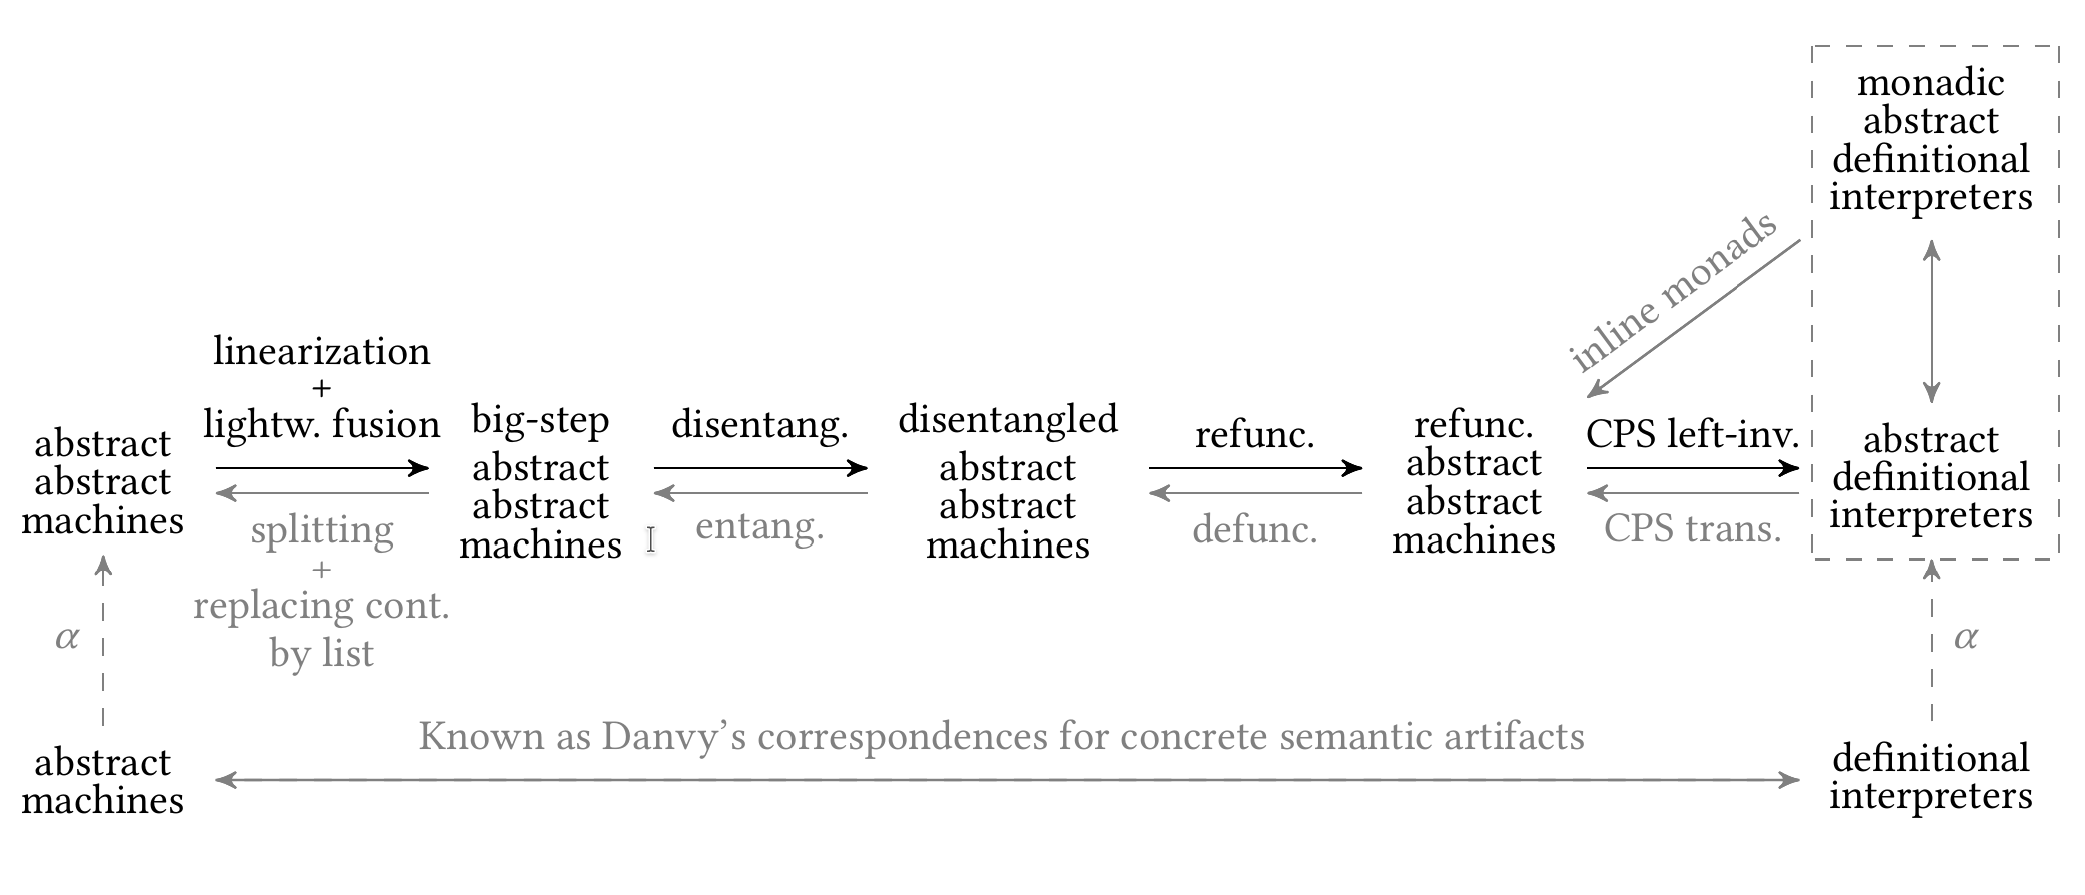 monadic
abstract
definitional
interpreters
inline monads
linearization
+
lightw. fusion
abstract
abstract
machines
splitting
+
replacing cont.
by list
big-step
abstract
abstract
machines
disentang.
entang.
disentangled
abstract
abstract
machines
refunc.
defunc.
refunc.
abstract
abstract
machines
CPS left-inv.
CPS trans.
abstract
definitional
interpreters
α
α
Known as Danvy's correspondences for concrete semantic artifacts
abstract
machines
definitional
interpreters